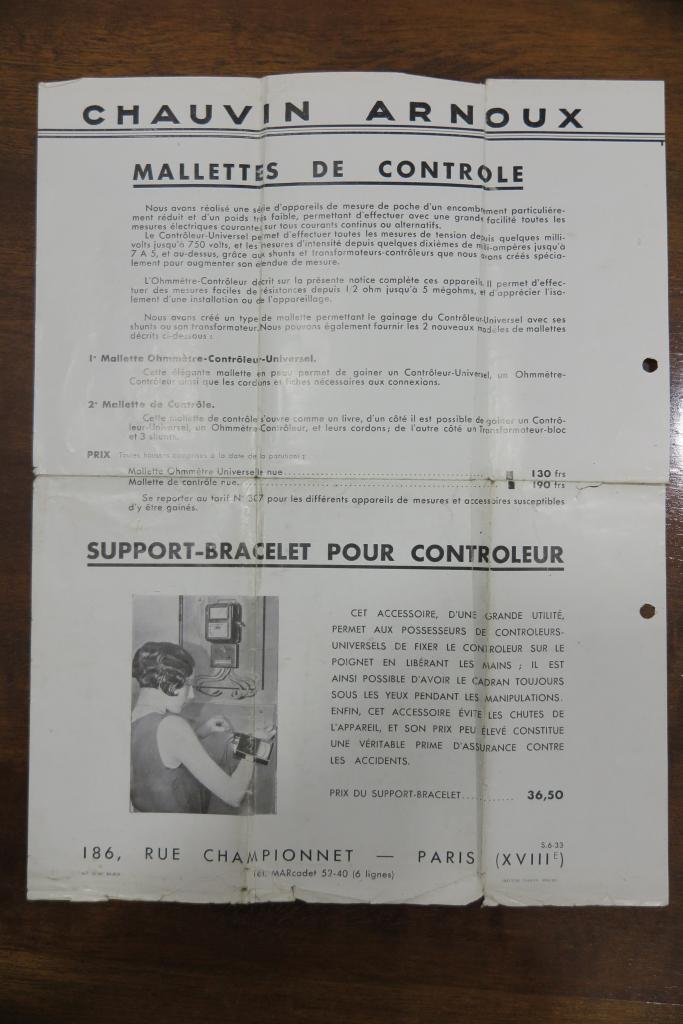 CHAUVIN ARNOUX
MALLETTES DE CONTROLE
Nous avons réalisé une série d'appareils de mesure de poche d'un encombrement particulière-
ment réduit et d'un poids très faible, permettant d'effectuer avec une grande facilité toutes les
mesures électriques courantes sur tous courants continus ou alternatifs.
Le Contrôleur-Universel permet d'effectuer toutes les mesures de tension depuis quelques milli-
volts jusqu'à 750 volts, et les mesures d'intensité depuis quelques dixièmes de milli-ampères jusqu'à
7 A 5, et au-dessus, grâce aux shunts et transformateurs-contrôleurs que nous avons créés spécia-
lement pour augmenter son étendue de mesure.
L'Ohmmètre-Contrôleur décrit sur la présente notice complète ces appareils. Il permet d'effec-
tuer des mesures faciles de résistances depuis 1/2 ohm jusqu'à 5 mégohms, et d'apprécier l'iso-
lement d'une installation ou de l'appareillage.
Nous avons créé un type de mallette permettant le gainage du Contrôleur-Universel avec ses
shunts ou son transformateur. Nous pouvons également fournir les 2 nouveaux modèles de mallettes
décrits ci-dessous :
1° Mallette Ohmmètre-Contrôleur-Universel.
Cette élégante mallette en peau permet de gainer un Contrôleur-Universel, un Ohmmètre-
Contrôleur ainsi que les cordons et fiches nécessaires aux connexions.
2° Mallette de Contrôle.
Cette mallette de contrôle s'ouvre comme un livre, d'un côté il est possible de gainer un Contrô-
leur-Universel, un Ohmmètre-Contrôleur, et leurs cordons; de l'autre côté un Transformateur-bloc
et 3 shunts.
PRIX Toutes hausses comprises à la date de la parution :
Mallette Ohmmètre Universelle nue .......... 130 frs
Mallette de contrôle nue .......... 190 frs
Se reporter au tarif N° 307 pour les différents appareils de mesures et accessoires susceptibles
d'y être gainés.
SUPPORT-BRACELET POUR CONTROLEUR
CET ACCESSOIRE, D'UNE GRANDE UTILITÉ,
PERMET AUX POSSESSEURS DE CONTROLEURS-
UNIVERSELS DE FIXER LE CONTROLEUR SUR LE
POIGNET EN LIBÉRANT LES MAINS ; IL EST
AINSI POSSIBLE D'AVOIR LE CADRAN TOUJOURS
SOUS LES YEUX PENDANT LES MANIPULATIONS.
ENFIN, CET ACCESSOIRE ÉVITE LES CHUTES DE
L'APPAREIL, ET SON PRIX PEU ÉLEVÉ CONSTITUE
UNE VÉRITABLE PRIME D'ASSURANCE CONTRE
LES ACCIDENTS.
PRIX DU SUPPORT-BRACELET .......... 36,50
S.6-33
186, RUE CHAMPIONNET — PARIS (XVIIIE)
Tél. MARcadet 52-40 (6 lignes)